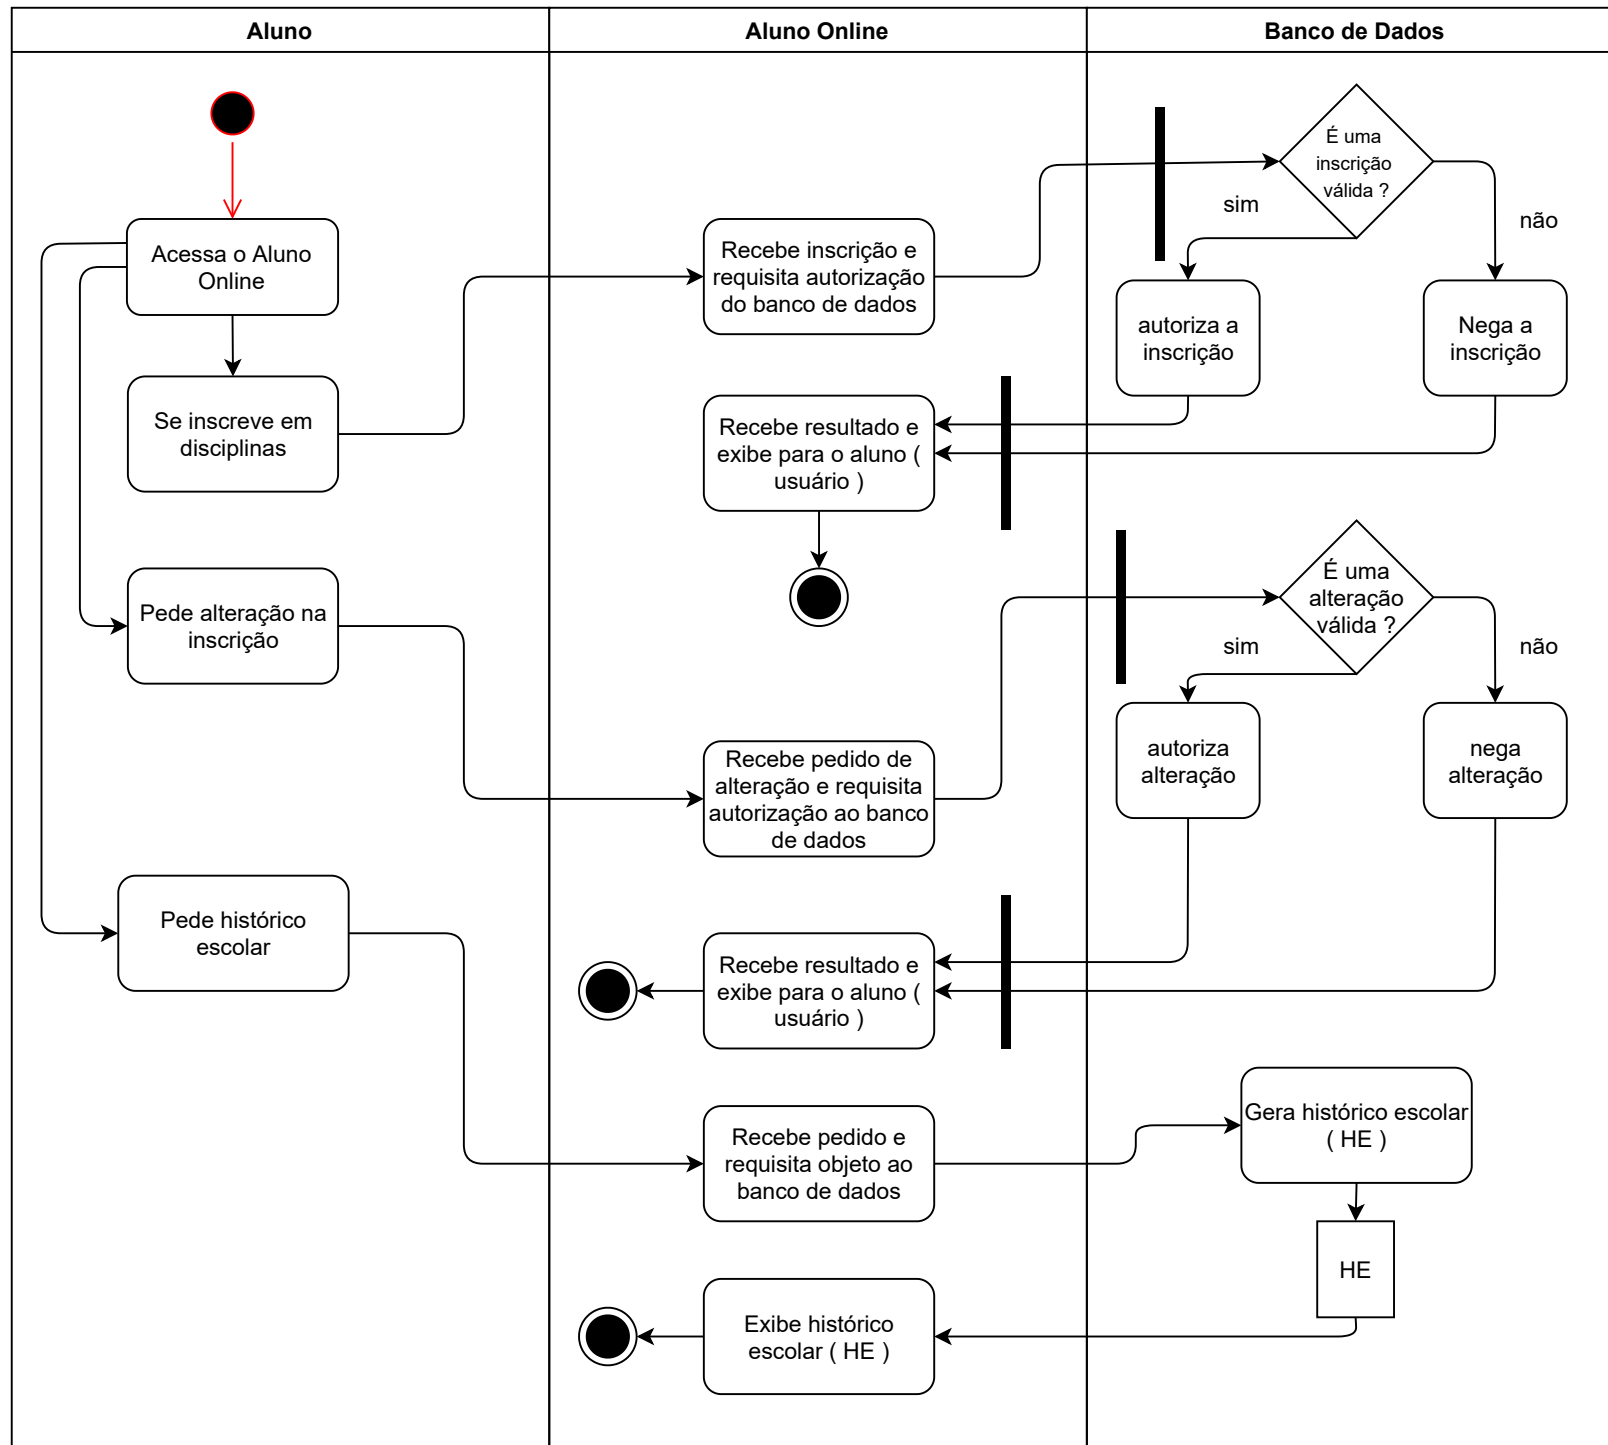 Aluno
Aluno Online
Banco de Dados
Acessa o Aluno
Online
Se inscreve em
disciplinas
Pede alteração na
inscrição
Pede histórico
escolar
Recebe inscrição e
requisita autorização
do banco de dados
Recebe resultado e
exibe para o aluno (
usuário )
Recebe pedido de
alteração e requisita
autorização ao banco
de dados
Recebe resultado e
exibe para o aluno (
usuário )
Recebe pedido e
requisita objeto ao
banco de dados
Exibe histórico
escolar ( HE )
É uma
inscrição
válida ?
sim
não
autoriza a
inscrição
Nega a
inscrição
É uma
alteração
válida ?
sim
não
autoriza
alteração
nega
alteração
Gera histórico escolar
( HE )
HE